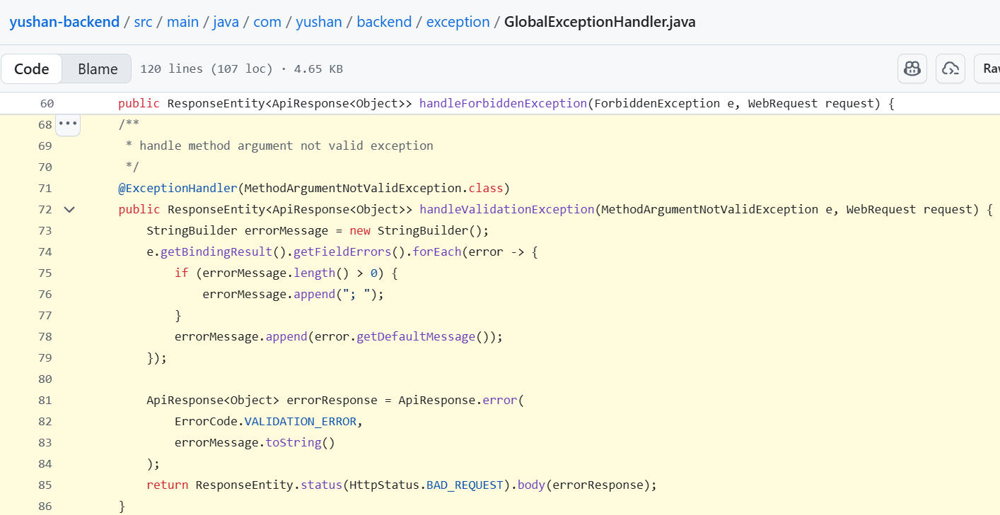 yushan-backend / src / main / java / com / yushan / backend / exception / GlobalExceptionHandler.java
Code Blame 120 lines (107 loc) · 4.65 KB
60 public ResponseEntity<ApiResponse<Object>> handleForbiddenException(ForbiddenException e, WebRequest request) {
68 ••• /**
69 * handle method argument not valid exception
70 */
71 @ExceptionHandler(MethodArgumentNotValidException.class)
72 public ResponseEntity<ApiResponse<Object>> handleValidationException(MethodArgumentNotValidException e, WebRequest request) {
73 StringBuilder errorMessage = new StringBuilder();
74 e.getBindingResult().getFieldErrors().forEach(error -> {
75 if (errorMessage.length() > 0) {
76 errorMessage.append("; ");
77 }
78 errorMessage.append(error.getDefaultMessage());
79 });
80
81 ApiResponse<Object> errorResponse = ApiResponse.error(
82 ErrorCode.VALIDATION_ERROR,
83 errorMessage.toString()
84 );
85 return ResponseEntity.status(HttpStatus.BAD_REQUEST).body(errorResponse);
86 }